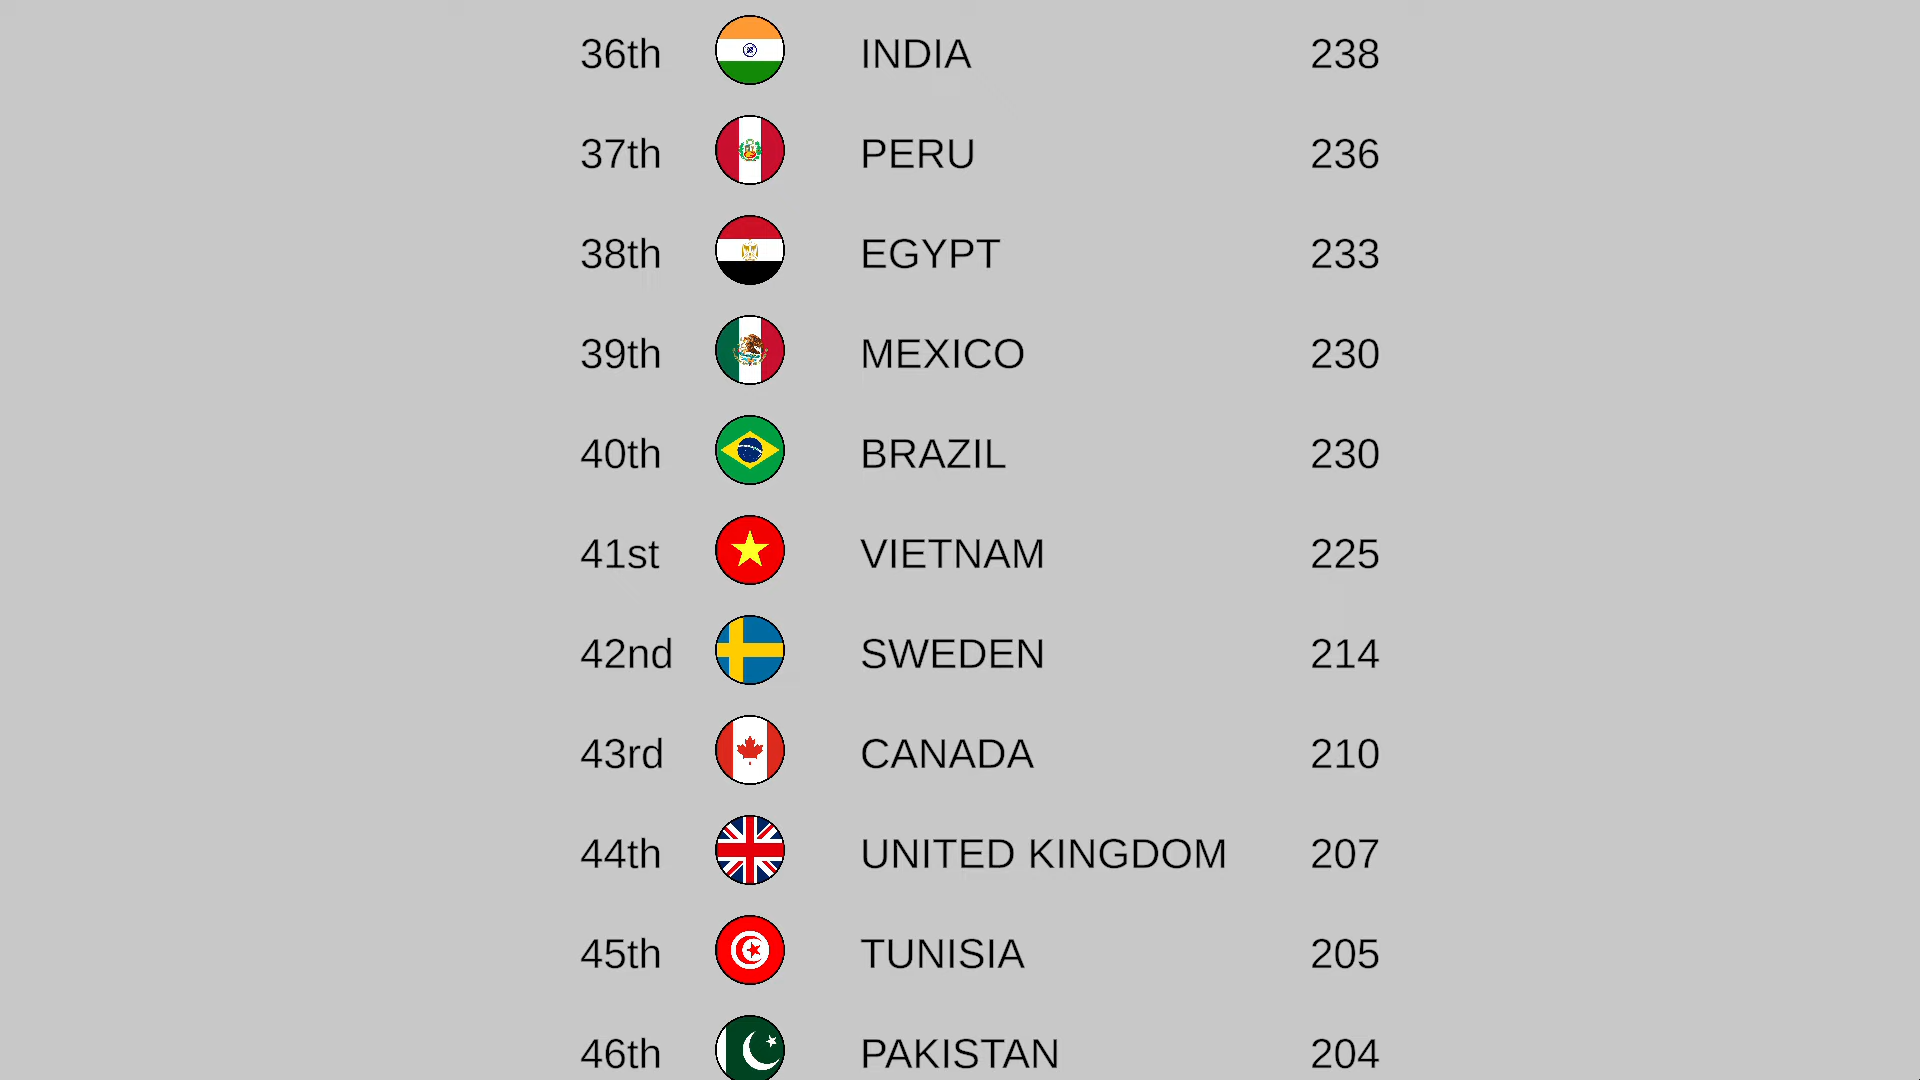 36th INDIA 238
37th PERU 236
38th EGYPT 233
39th MEXICO 230
40th BRAZIL 230
41st VIETNAM 225
42nd SWEDEN 214
43rd CANADA 210
44th UNITED KINGDOM 207
45th TUNISIA 205
46th PAKISTAN 204